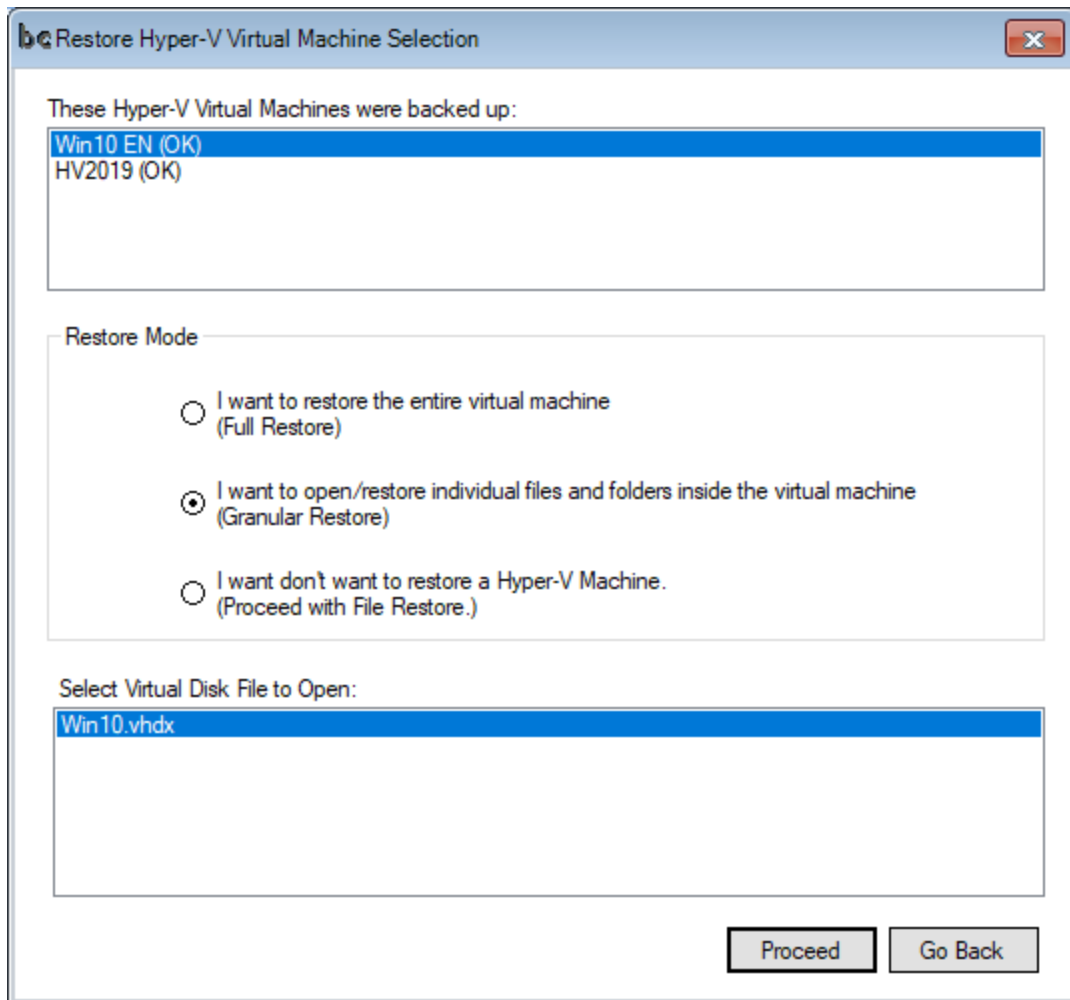 bc Restore Hyper-V Virtual Machine Selection
These Hyper-V Virtual Machines were backed up:
Win10 EN (OK)
HV2019 (OK)
Restore Mode
I want to restore the entire virtual machine
(Full Restore)
I want to open/restore individual files and folders inside the virtual machine
(Granular Restore)
I want don't want to restore a Hyper-V Machine.
(Proceed with File Restore.)
Select Virtual Disk File to Open:
Win10.vhdx
Proceed Go Back